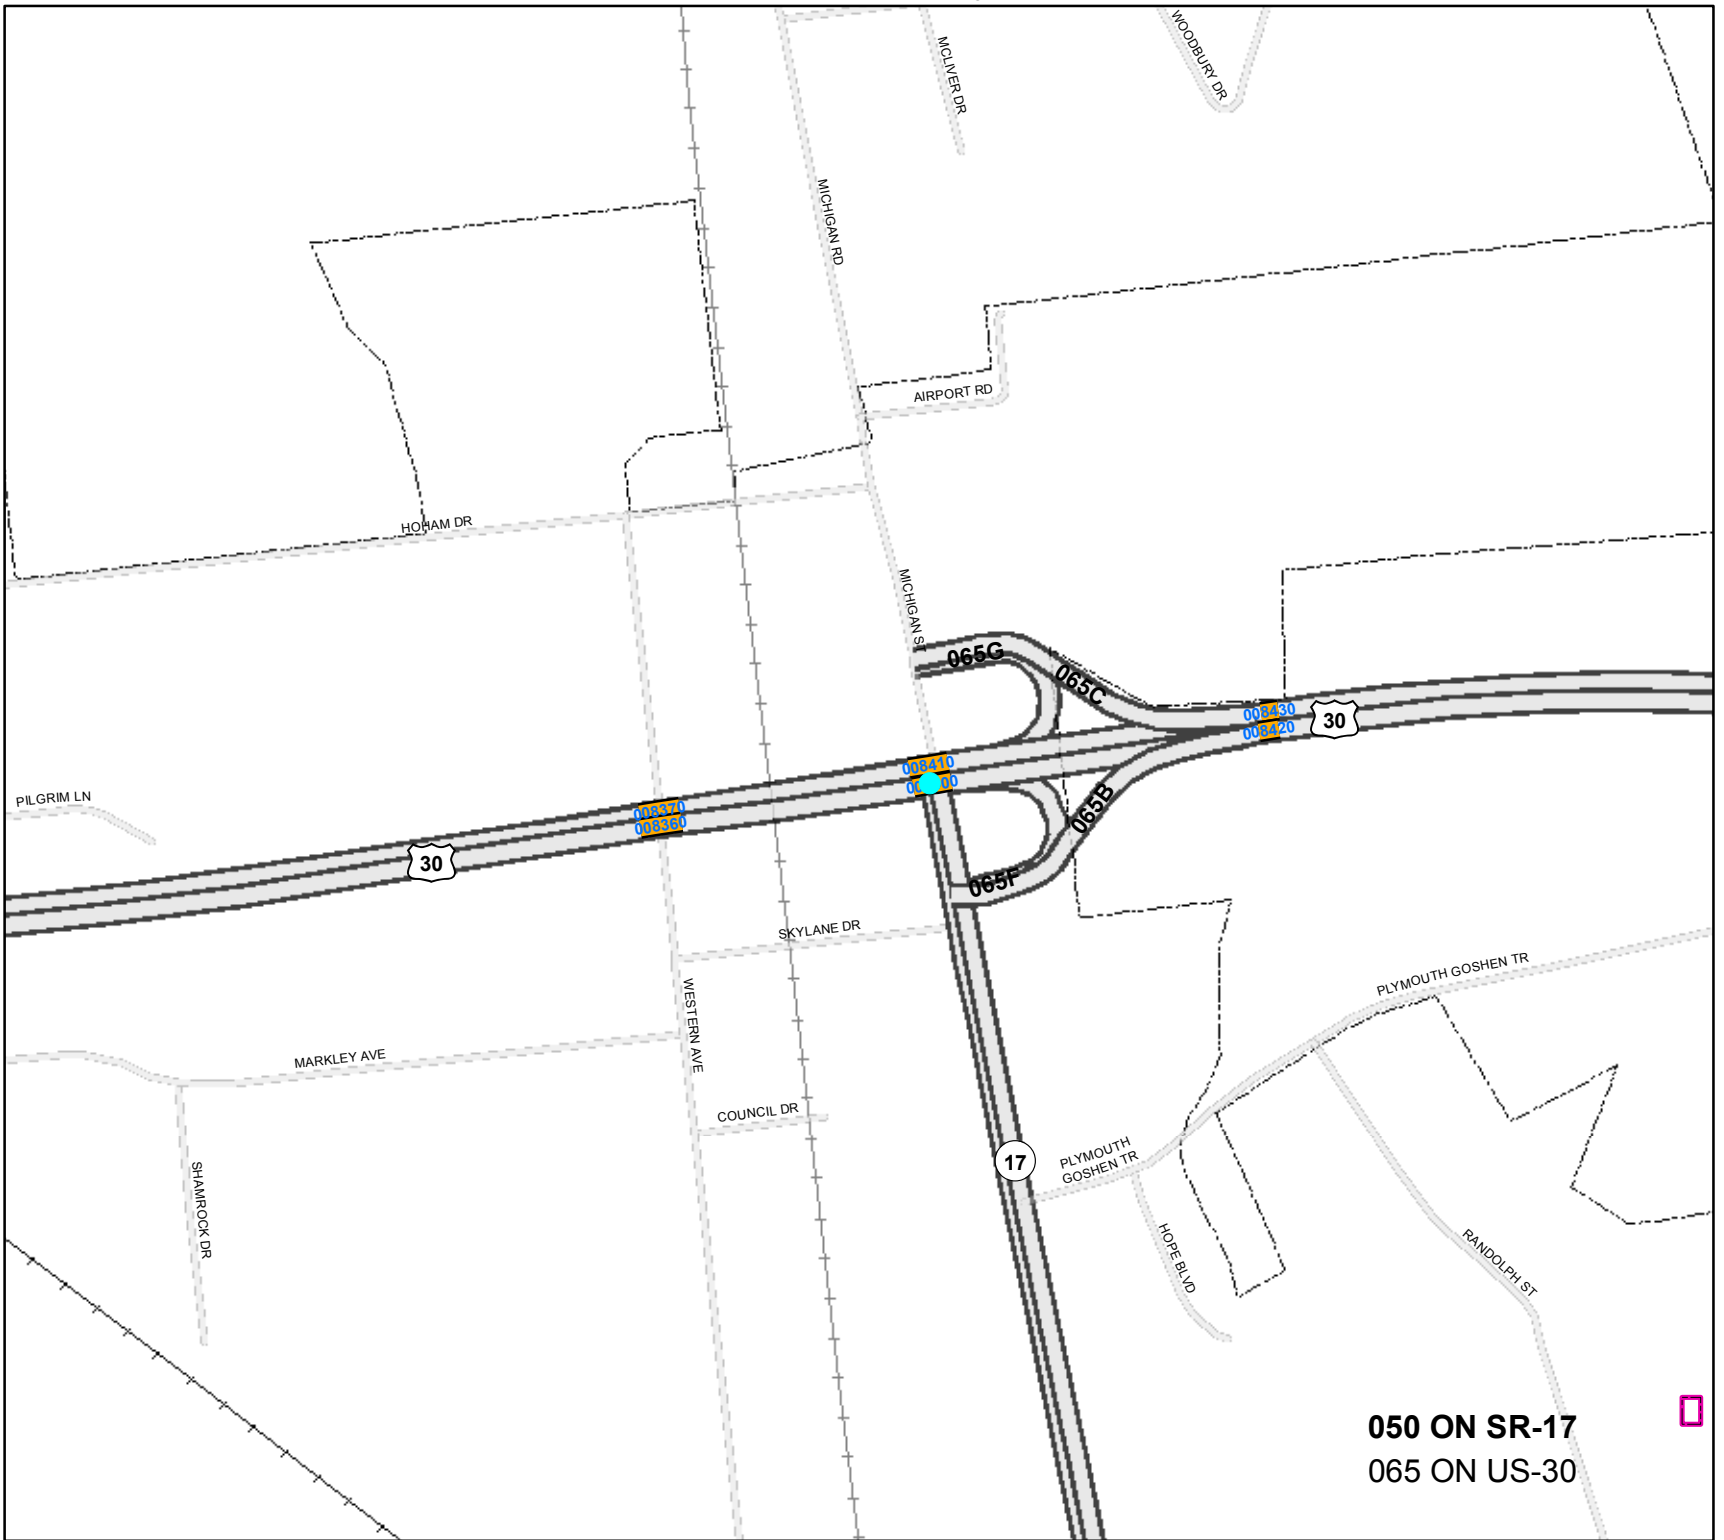 WOODBURY DR
MCLIVER DR
MICHIGAN RD
AIRPORT RD
HOHAM DR
MICHIGAN ST
065G
065C
008430
30
008420
008410
00
00
PILGRIM LN
008370
008360
065B
30
065F
SKYLANE DR
PLYMOUTH GOSHEN TR
WESTERN AVE
MARKLEY AVE
COUNCIL DR
17
PLYMOUTH
GOSHEN TR
SHAMROCK DR
HOPE BLVD
RANDOLPH ST
050 ON SR-17
065 ON US-30